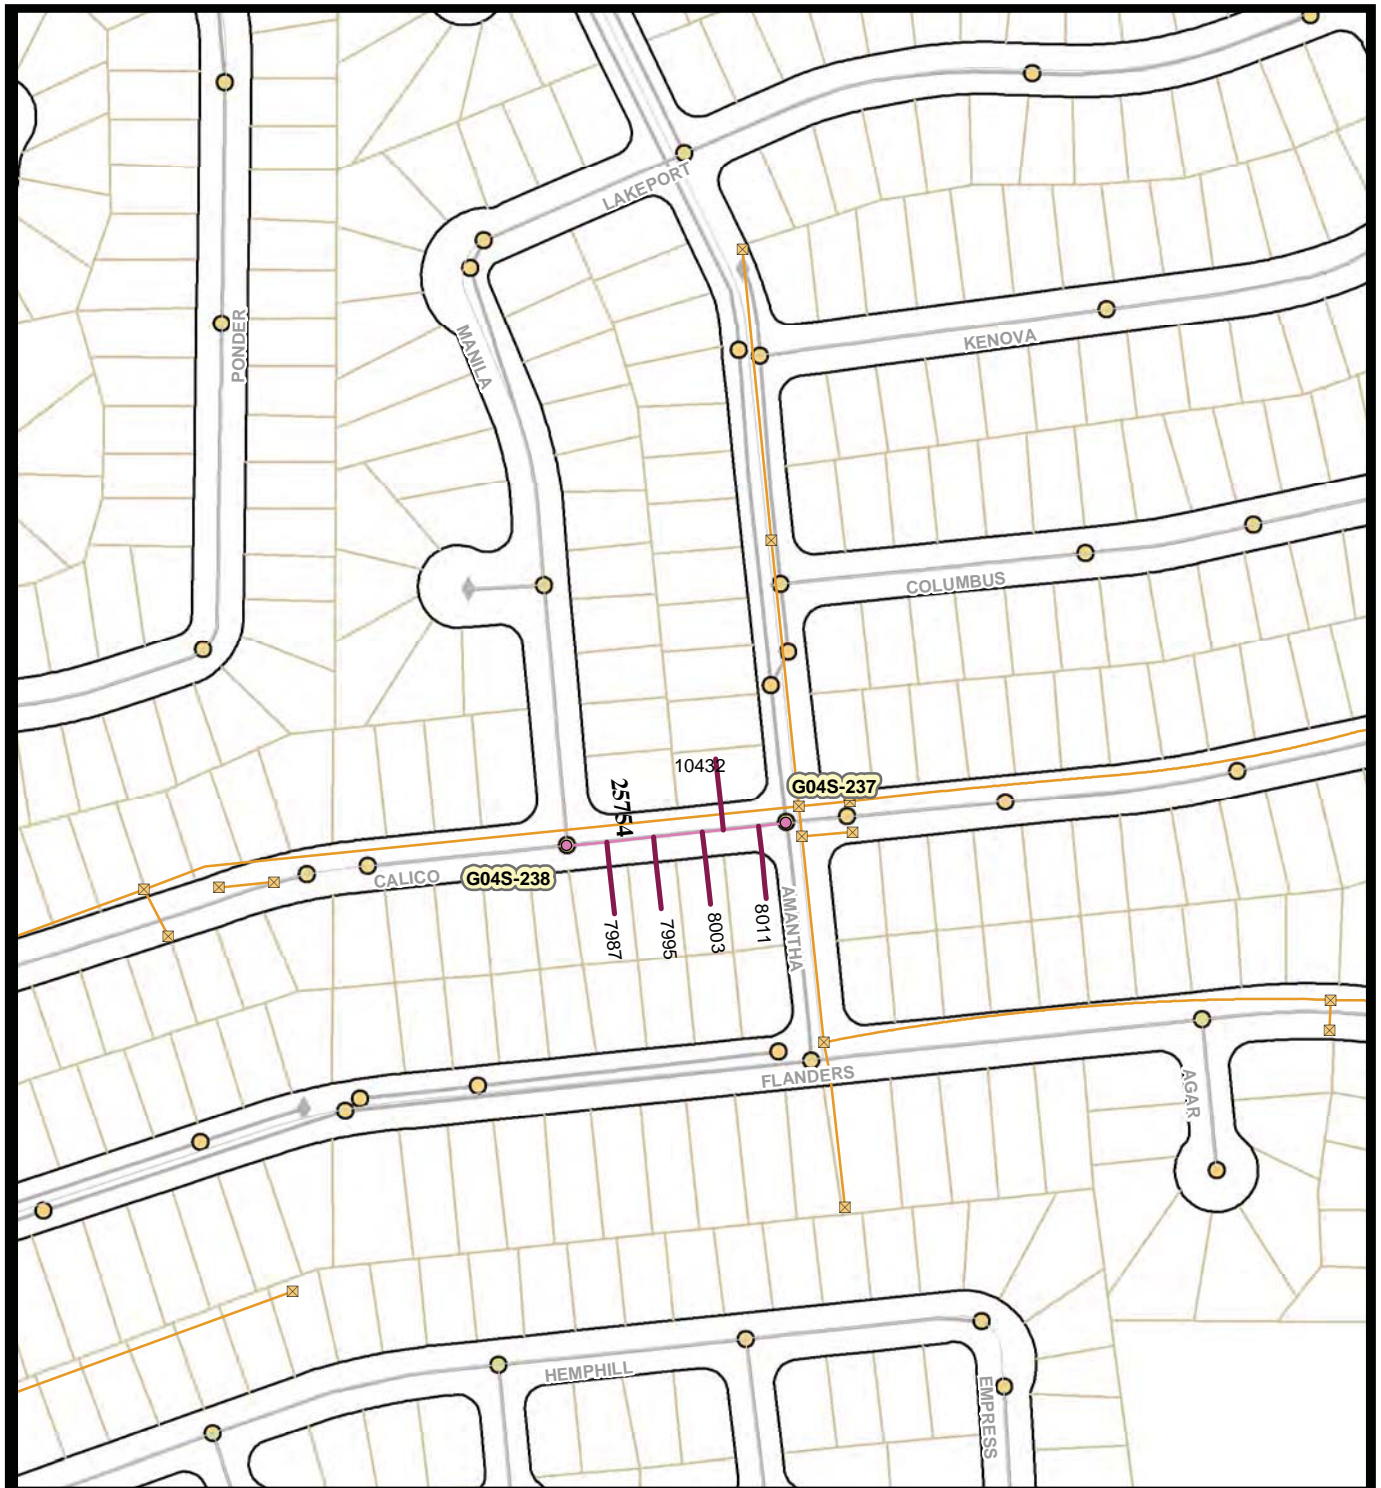 LAKEPORT
PONDER
MANILA
KENOVA
COLUMBUS
10432
25754
G04S-237
CALICO
G04S-238
7987
7995
8003
8011
AMANTHA
FLANDERS
AGAR
HEMPHILL
EMPRESS